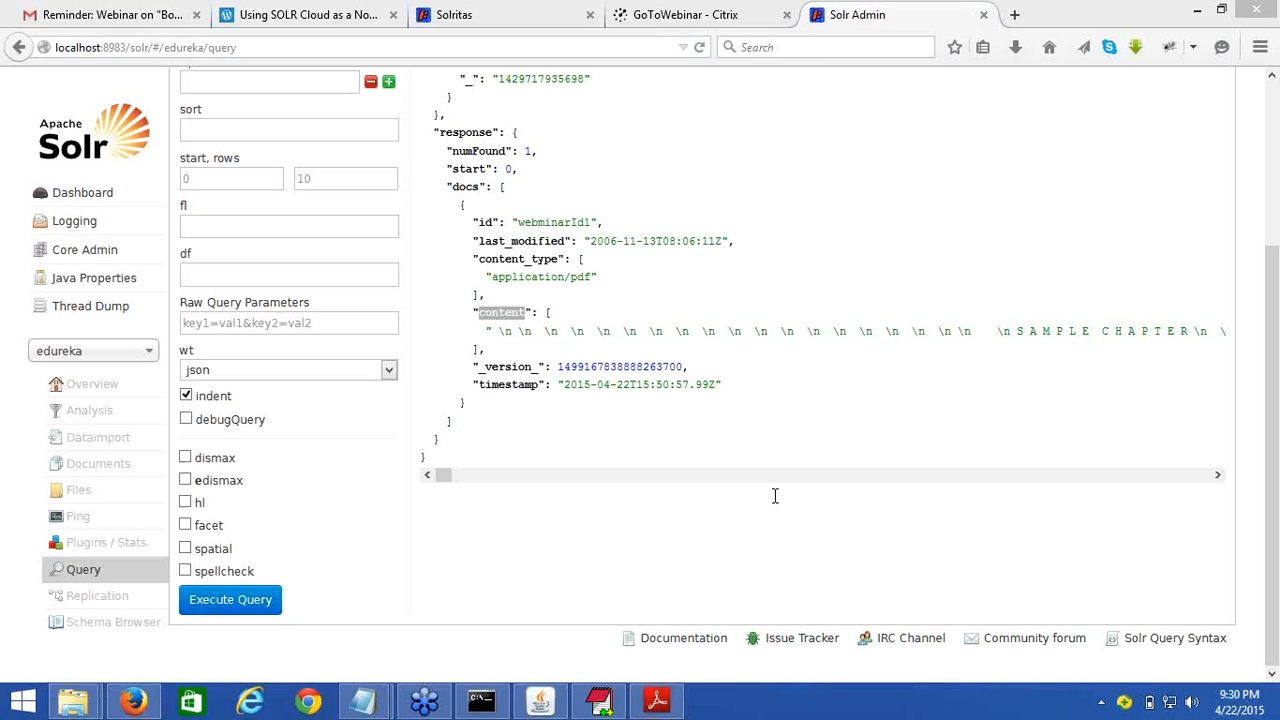 Reminder: Webinar on "Bo...
Using SOLR Cloud as a No...
Solritas
GoToWebinar - Citrix
Solr Admin
localhost:8983/solr/#/edureka/query
Search
Apache
Solr
Dashboard
Logging
Core Admin
Java Properties
Thread Dump
edureka
Overview
Analysis
Dataimport
Documents
Files
Ping
Plugins / Stats
Query
Replication
Schema Browser
sort
start, rows
0
10
fl
df
Raw Query Parameters
key1=val1&key2=val2
wt
json
indent
debugQuery
dismax
edismax
hl
facet
spatial
spellcheck
Execute Query
"_": "1429717935698"
}
},
"response": {
"numFound": 1,
"start": 0,
"docs": [
{
"id": "webminarId1",
"last_modified": "2006-11-13T08:06:11Z",
"content_type": [
"application/pdf"
],
"content": [
" \n \n \n \n \n \n \n \n \n \n \n \n \n \n \n \n \n \n \n S A M P L E C H A P T E R \n \
],
"_version_": 1499167838888263700,
"timestamp": "2015-04-22T15:50:57.99Z"
}
]
}
}
Documentation
Issue Tracker
IRC Channel
Community forum
Solr Query Syntax
9:30 PM
4/22/2015